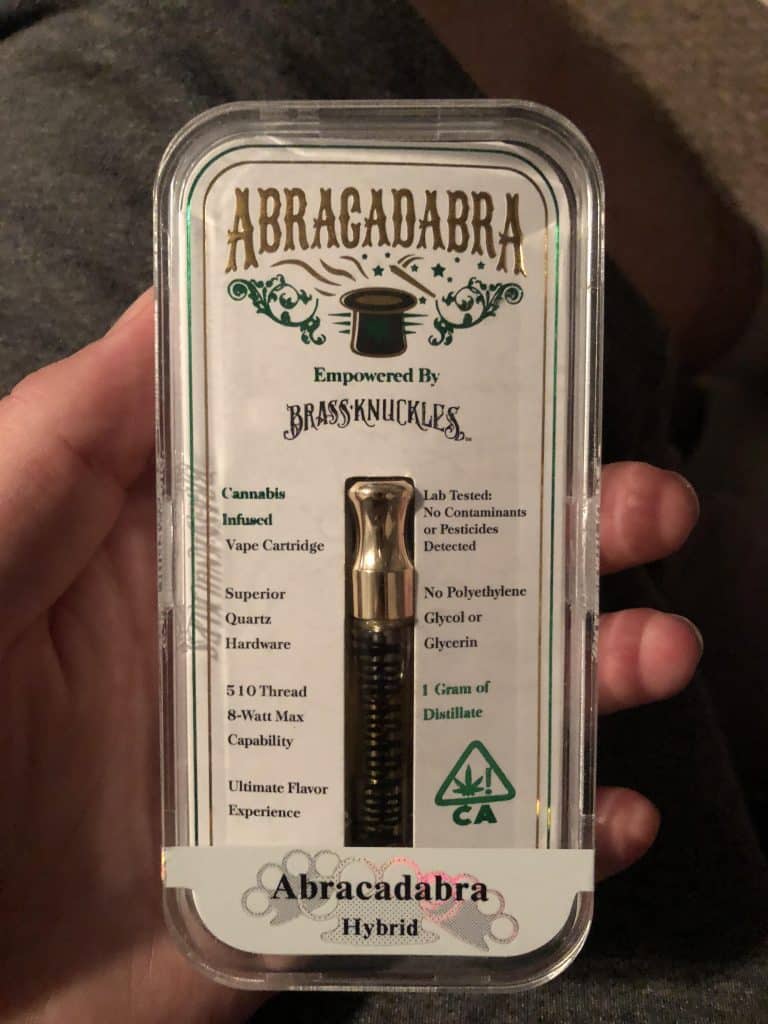 ABRACADABRA
Empowered By
BRASS·KNUCKLES™
Cannabis
Infused
Vape Cartridge
Superior
Quartz
Hardware
510 Thread
8-Watt Max
Capability
Ultimate Flavor
Experience
Lab Tested:
No Contaminants
or Pesticides
Detected
No Polyethylene
Glycol or
Glycerin
1 Gram of
Distillate
!
CA
Abracadabra
Hybrid